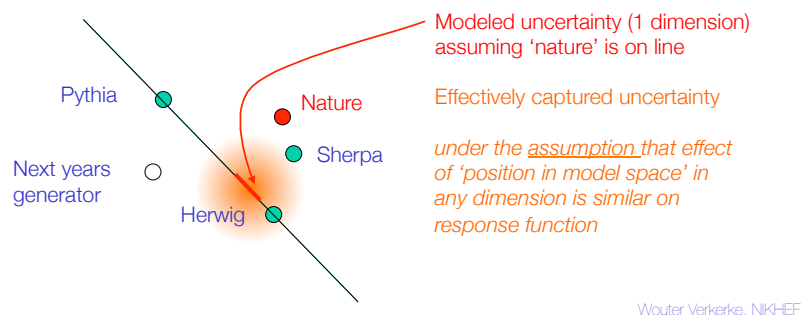 Modeled uncertainty (1 dimension)
assuming ‘nature’ is on line
Pythia
Nature
Effectively captured uncertainty
Sherpa
under the assumption that effect
of ‘position in model space’ in
any dimension is similar on
response function
Next years
generator
Herwig
Wouter Verkerke, NIKHEF